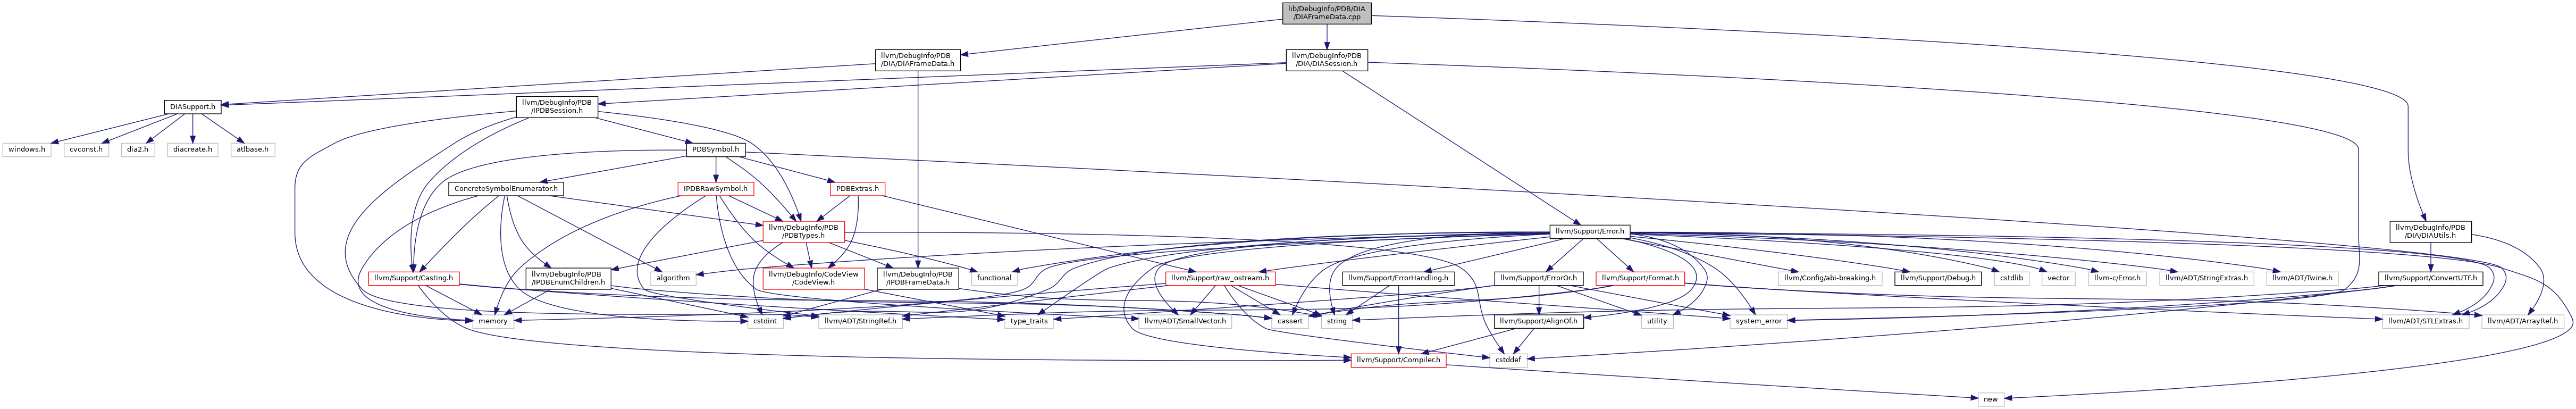 lib/DebugInfo/PDB/DIA
/DIAFrameData.cpp
llvm/DebugInfo/PDB
/DIA/DIAFrameData.h
llvm/DebugInfo/PDB
/DIA/DIASession.h
DIASupport.h
llvm/DebugInfo/PDB
/IPDBSession.h
windows.h
cvconst.h
dia2.h
diacreate.h
atlbase.h
PDBSymbol.h
ConcreteSymbolEnumerator.h
IPDBRawSymbol.h
PDBExtras.h
llvm/DebugInfo/PDB
/PDBTypes.h
llvm/Support/Error.h
llvm/DebugInfo/PDB
/DIA/DIAUtils.h
llvm/Support/Casting.h
llvm/DebugInfo/PDB
/IPDBEnumChildren.h
algorithm
llvm/DebugInfo/CodeView
/CodeView.h
llvm/DebugInfo/PDB
/IPDBFrameData.h
functional
llvm/Support/raw_ostream.h
llvm/Support/ErrorHandling.h
llvm/Support/ErrorOr.h
llvm/Support/Format.h
llvm/Config/abi-breaking.h
llvm/Support/Debug.h
cstdlib
vector
llvm-c/Error.h
llvm/ADT/StringExtras.h
llvm/ADT/Twine.h
llvm/Support/ConvertUTF.h
memory
cstdint
llvm/ADT/StringRef.h
type_traits
llvm/ADT/SmallVector.h
cassert
string
llvm/Support/AlignOf.h
utility
system_error
llvm/ADT/STLExtras.h
llvm/ADT/ArrayRef.h
llvm/Support/Compiler.h
cstddef
new